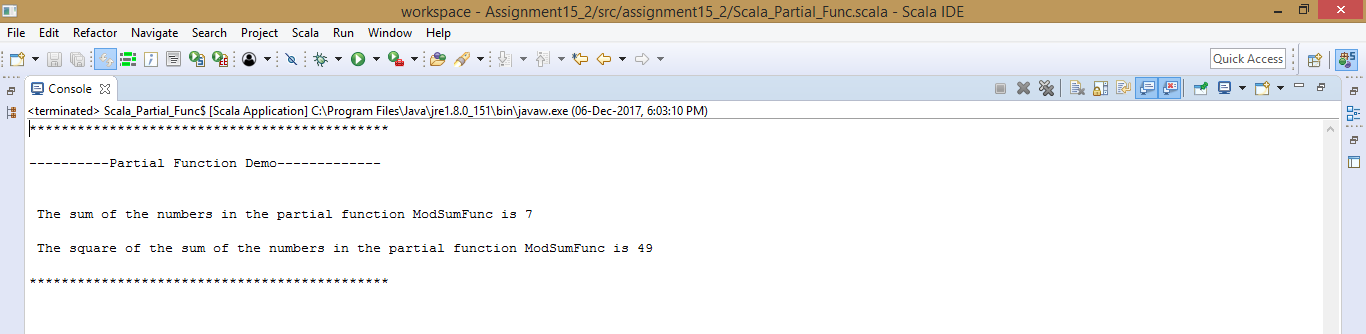 workspace - Assignment15_2/src/assignment15_2/Scala_Partial_Func.scala - Scala IDE
File Edit Refactor Navigate Search Project Scala Run Window Help
Quick Access
Console
<terminated> Scala_Partial_Func$ [Scala Application] C:\Program Files\Java\jre1.8.0_151\bin\javaw.exe (06-Dec-2017, 6:03:10 PM)
*********************************************
----------Partial Function Demo-------------
The sum of the numbers in the partial function ModSumFunc is 7
The square of the sum of the numbers in the partial function ModSumFunc is 49
*********************************************